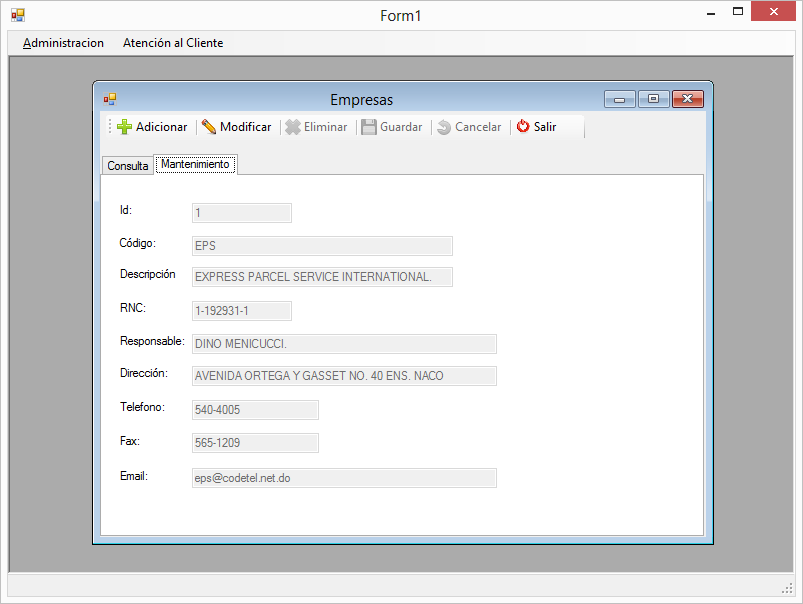 Form1
Administracion Atención al Cliente
Empresas
Adicionar Modificar Eliminar Guardar Cancelar Salir
Consulta Mantenimiento
Id: 1
Código: EPS
Descripción EXPRESS PARCEL SERVICE INTERNATIONAL.
RNC: 1-192931-1
Responsable: DINO MENICUCCI.
Dirección: AVENIDA ORTEGA Y GASSET NO. 40 ENS. NACO
Telefono: 540-4005
Fax: 565-1209
Email: eps@codetel.net.do